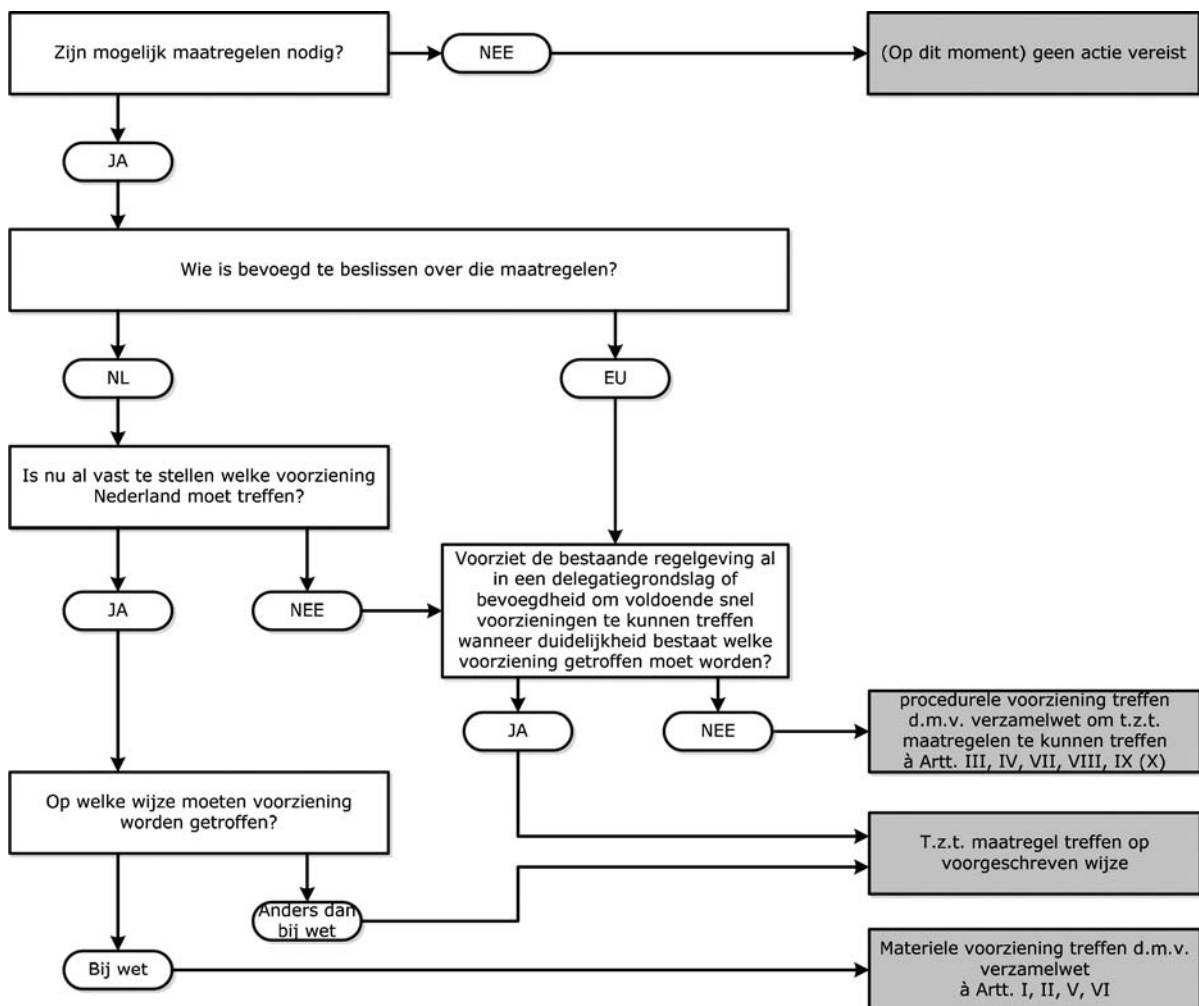 Zijn mogelijk maatregelen nodig?
NEE
(Op dit moment) geen actie vereist
JA
Wie is bevoegd te beslissen over die maatregelen?
NL
EU
Is nu al vast te stellen welke voorziening
Nederland moet treffen?
JA
NEE
Voorziet de bestaande regelgeving al
in een delegatiegrondslag of
bevoegdheid om voldoende snel
voorzieningen te kunnen treffen
wanneer duidelijkheid bestaat welke
voorziening getroffen moet worden?
JA
NEE
procedurele voorziening treffen
d.m.v. verzamelwet om t.z.t.
maatregelen te kunnen treffen
à Artt. III, IV, VII, VIII, IX (X)
Op welke wijze moeten voorziening
worden getroffen?
T.z.t. maatregel treffen op
voorgeschreven wijze
Anders dan
bij wet
Bij wet
Materiele voorziening treffen d.m.v.
verzamelwet
à Artt. I, II, V, VI